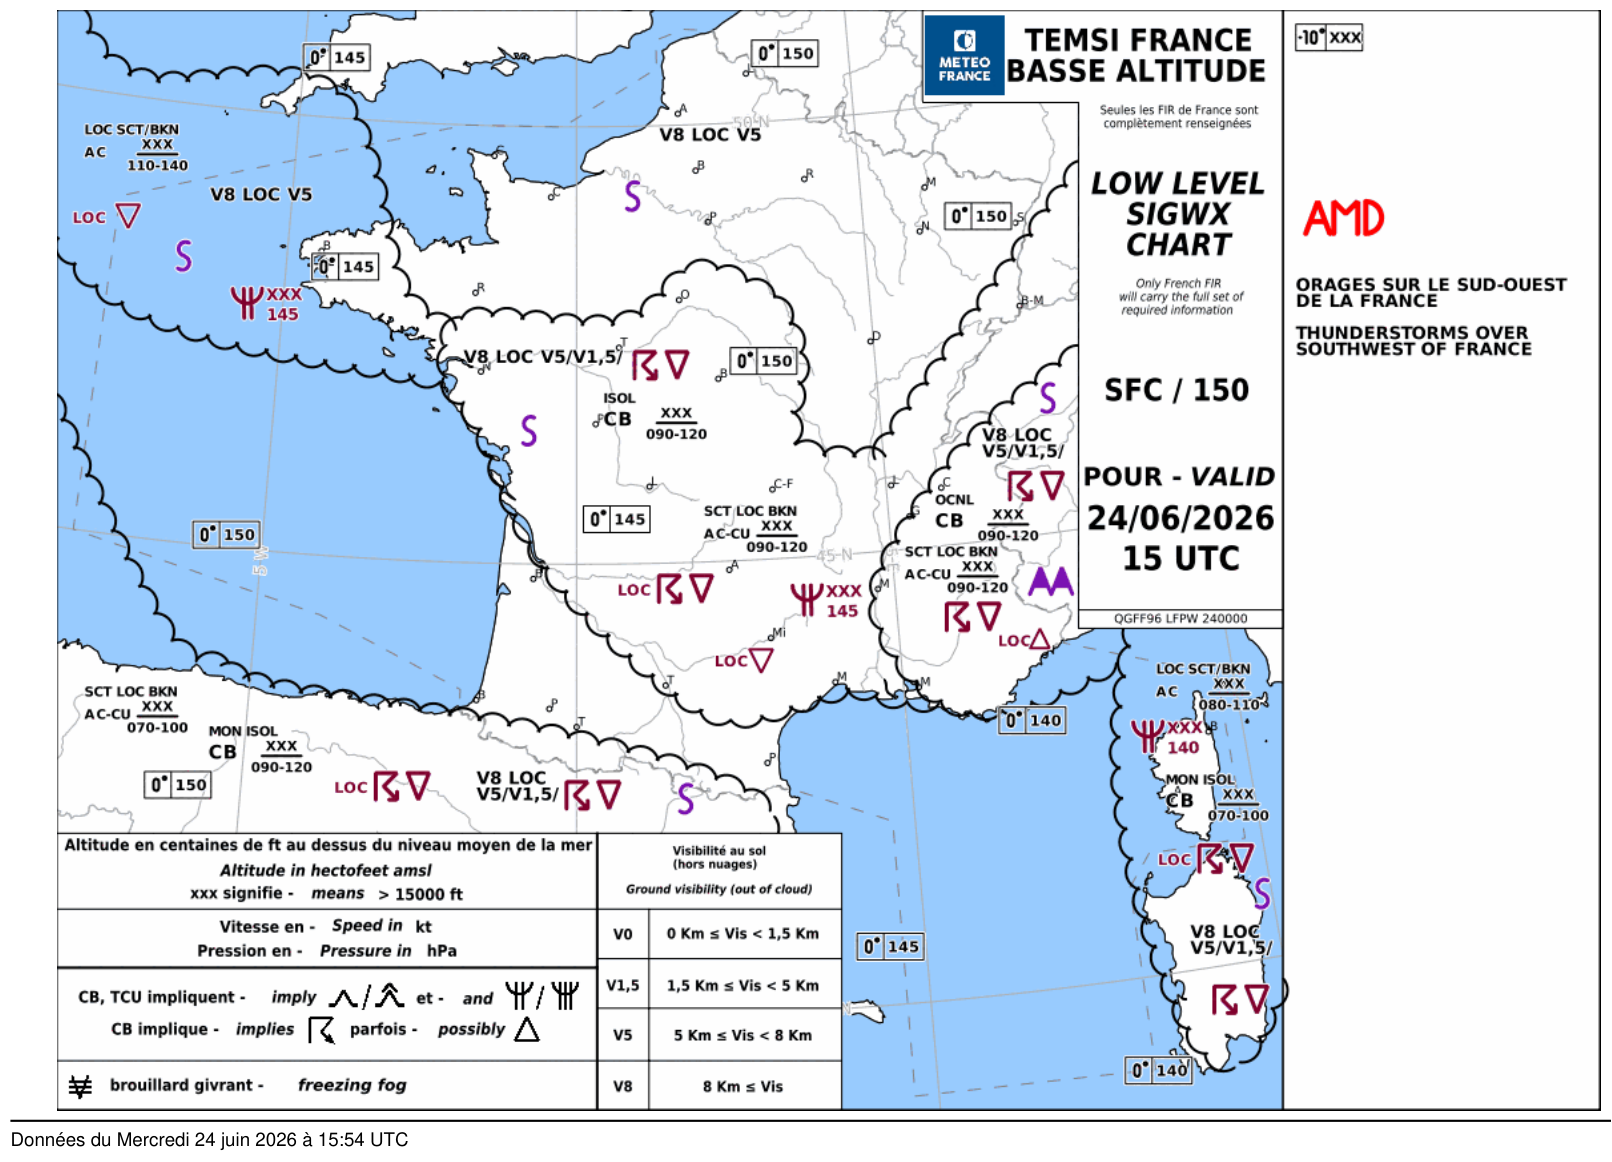 METEO
FRANCE
TEMSI FRANCE
BASSE ALTITUDE
Seules les FIR de France sont
complètement renseignées
LOW LEVEL
SIGWX
CHART
Only French FIR
will carry the full set of
required information
SFC / 150
POUR - VALID
24/06/2026
15 UTC
QGFF96 LFPW 240000
-10° XXX
AMD
ORAGES SUR LE SUD-OUEST
DE LA FRANCE
THUNDERSTORMS OVER
SOUTHWEST OF FRANCE
0° 145
0° 150
LOC SCT/BKN
AC XXX
110-140
V8 LOC V5
LOC
S
XXX
145
B
0° 145
V8 LOC V5
50°N
A
L
C
C
B
R
P
S
M
N
S
0° 150
R
O
B-M
D
V8 LOC V5/V1,5/
T
N
B
0° 150
ISOL
CB XXX
090-120
P
S
L
C-F
0° 145
SCT LOC BKN
AC-CU XXX
090-120
45°N
A
B
LOC
XXX
145
LOC
Mi
T
M
S
V8 LOC
V5/V1,5/
L
C
G
OCNL
CB XXX
090-120
SCT LOC BKN
AC-CU XXX
090-120
M
LOC
M
0° 140
0° 150
5°W
B
P
T
P
SCT LOC BKN
AC-CU XXX
070-100
MON ISOL
CB XXX
090-120
0° 150
LOC
V8 LOC
V5/V1,5/
S
LOC SCT/BKN
AC XXX
080-110
XXX
140
B
MON ISOL
CB XXX
070-100
A
LOC
S
V8 LOC
V5/V1,5/
0° 145
0° 140
Altitude en centaines de ft au dessus du niveau moyen de la mer
Altitude in hectofeet amsl
xxx signifie - means > 15000 ft
Vitesse en - Speed in kt
Pression en - Pressure in hPa
CB, TCU impliquent - imply / et - and /
CB implique - implies parfois - possibly
brouillard givrant - freezing fog
Visibilité au sol
(hors nuages)
Ground visibility (out of cloud)
V0 0 Km ≤ Vis < 1,5 Km
V1,5 1,5 Km ≤ Vis < 5 Km
V5 5 Km ≤ Vis < 8 Km
V8 8 Km ≤ Vis
Données du Mercredi 24 juin 2026 à 15:54 UTC